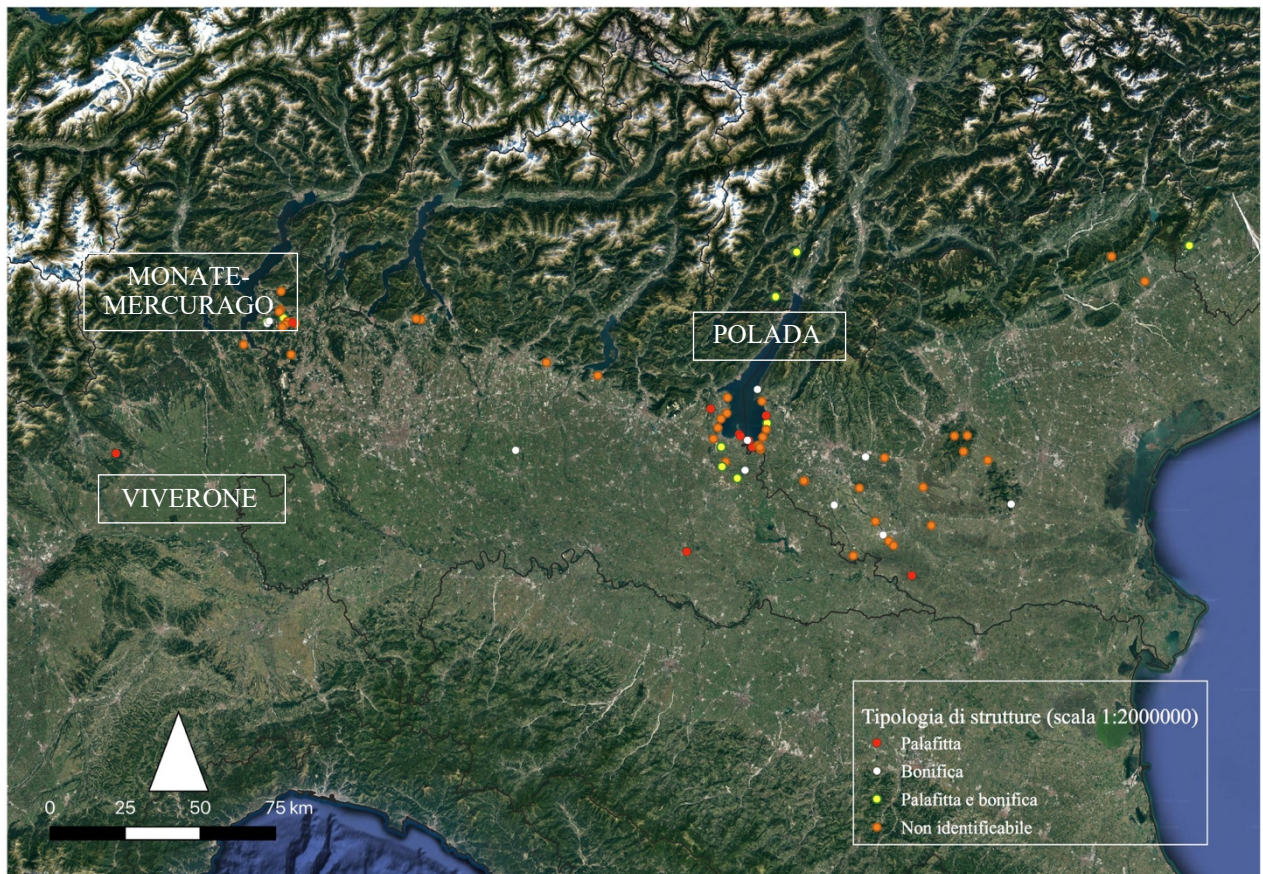 MONATE-
MERCURAGO
POLADA
VIVERONE
Tipologia di strutture (scala 1:2000000)
Palafitta
Bonifica
Palafitta e bonifica
Non identificabile
0 25 50 75 km